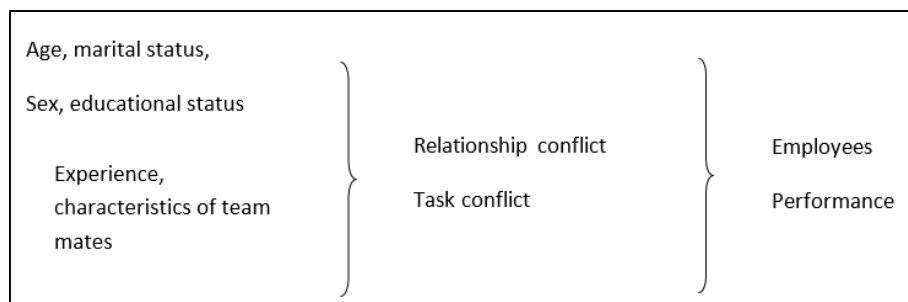 Age, marital status,
Sex, educational status
Experience,
characteristics of team
mates
Relationship conflict
Task conflict
Employees
Performance